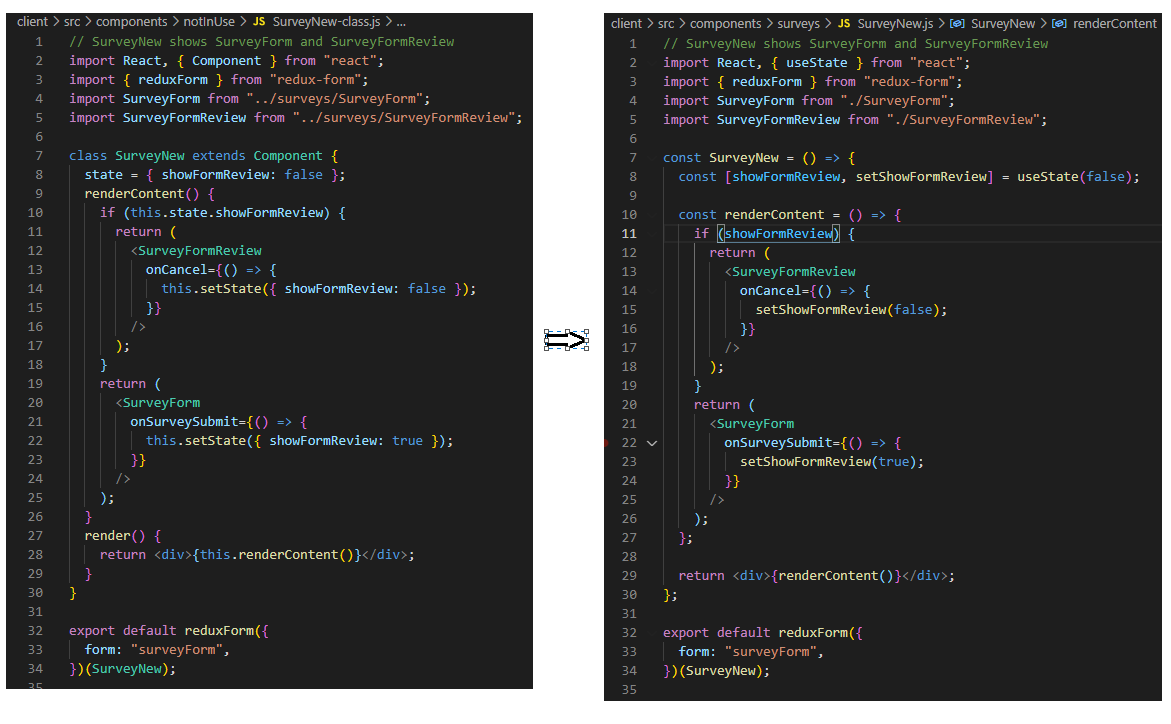 client > src > components > notInUse > JS SurveyNew-class.js > ...
1 // SurveyNew shows SurveyForm and SurveyFormReview
2 import React, { Component } from "react";
3 import { reduxForm } from "redux-form";
4 import SurveyForm from "../surveys/SurveyForm";
5 import SurveyFormReview from "../surveys/SurveyFormReview";
6
7 class SurveyNew extends Component {
8   state = { showFormReview: false };
9   renderContent() {
10     if (this.state.showFormReview) {
11       return (
12         <SurveyFormReview
13           onCancel={() => {
14             this.setState({ showFormReview: false });
15           }}
16         />
17       );
18     }
19     return (
20       <SurveyForm
21         onSurveySubmit={() => {
22           this.setState({ showFormReview: true });
23         }}
24       />
25     );
26   }
27   render() {
28     return <div>{this.renderContent()}</div>;
29   }
30 }
31
32 export default reduxForm({
33   form: "surveyForm",
34 })(SurveyNew);
35
client > src > components > surveys > JS SurveyNew.js > SurveyNew > renderContent
1 // SurveyNew shows SurveyForm and SurveyFormReview
2 import React, { useState } from "react";
3 import { reduxForm } from "redux-form";
4 import SurveyForm from "./SurveyForm";
5 import SurveyFormReview from "./SurveyFormReview";
6
7 const SurveyNew = () => {
8   const [showFormReview, setShowFormReview] = useState(false);
9
10   const renderContent = () => {
11     if (showFormReview) {
12       return (
13         <SurveyFormReview
14           onCancel={() => {
15             setShowFormReview(false);
16           }}
17         />
18       );
19     }
20     return (
21       <SurveyForm
22         onSurveySubmit={() => {
23           setShowFormReview(true);
24         }}
25       />
26     );
27   };
28
29   return <div>{renderContent()}</div>;
30 };
31
32 export default reduxForm({
33   form: "surveyForm",
34 })(SurveyNew);
35